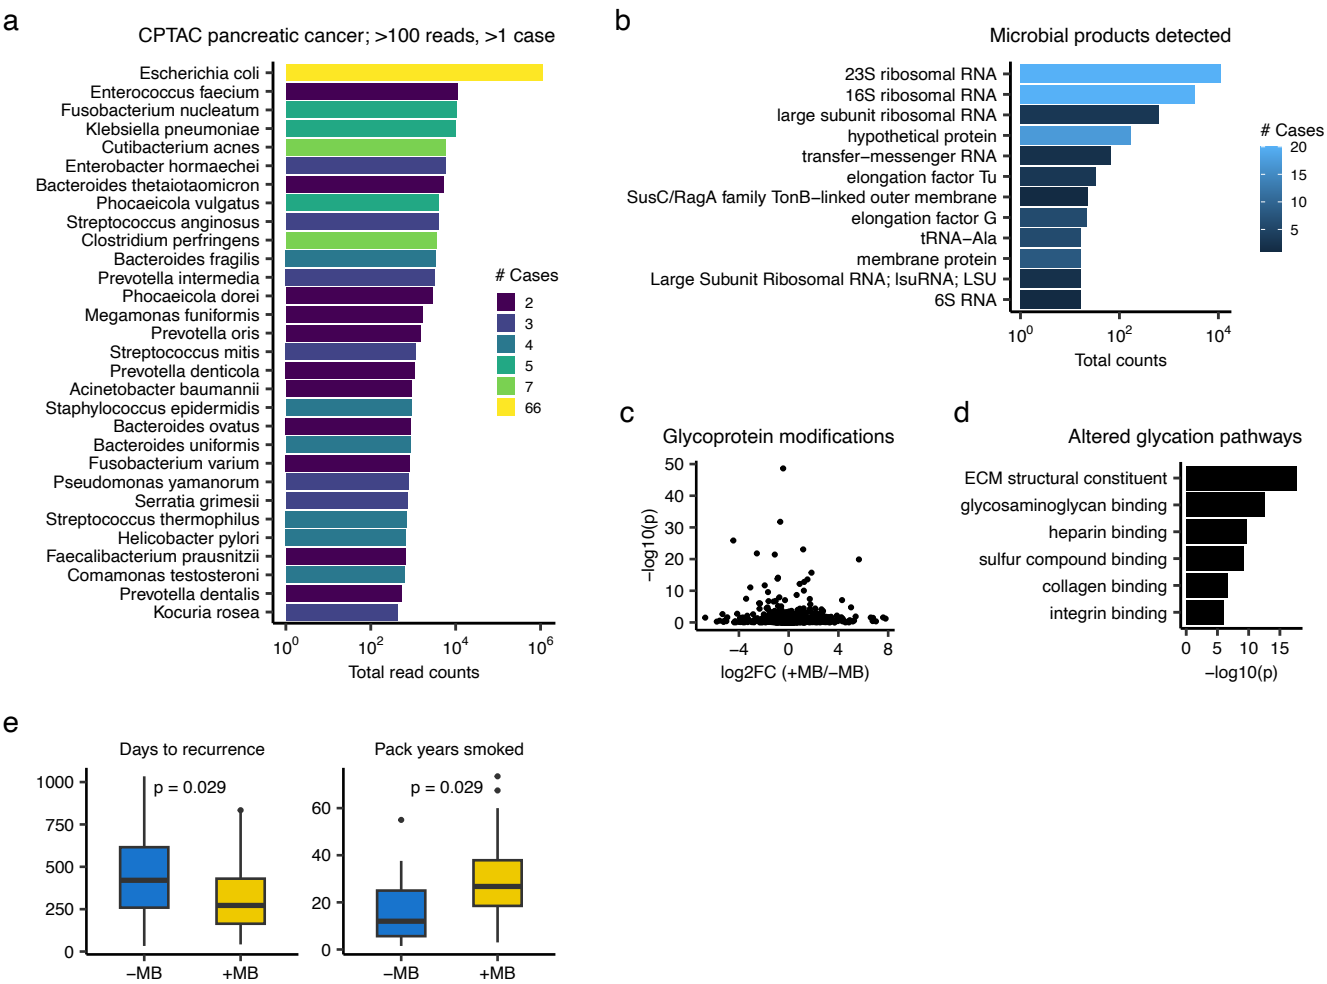 a
CPTAC pancreatic cancer; >100 reads, >1 case
Escherichia coli
Enterococcus faecium
Fusobacterium nucleatum
Klebsiella pneumoniae
Cutibacterium acnes
Enterobacter hormaechei
Bacteroides thetaiotaomicron
Phocaeicola vulgatus
Streptococcus anginosus
Clostridium perfringens
Bacteroides fragilis
Prevotella intermedia
Phocaeicola dorei
Megamonas funiformis
Prevotella oris
Streptococcus mitis
Prevotella denticola
Acinetobacter baumannii
Staphylococcus epidermidis
Bacteroides ovatus
Bacteroides uniformis
Fusobacterium varium
Pseudomonas yamanorum
Serratia grimesii
Streptococcus thermophilus
Helicobacter pylori
Faecalibacterium prausnitzii
Comamonas testosteroni
Prevotella dentalis
Kocuria rosea
10^0 10^2 10^4 10^6
Total read counts
# Cases
2
3
4
5
7
66
b
Microbial products detected
23S ribosomal RNA
16S ribosomal RNA
large subunit ribosomal RNA
hypothetical protein
transfer−messenger RNA
elongation factor Tu
SusC/RagA family TonB−linked outer membrane
elongation factor G
tRNA−Ala
membrane protein
Large Subunit Ribosomal RNA; lsuRNA; LSU
6S RNA
10^0 10^2 10^4
Total counts
# Cases
20
15
10
5
c
Glycoprotein modifications
−log10(p)
50
40
30
20
10
0
−4 0 4 8
log2FC (+MB/−MB)
d
Altered glycation pathways
ECM structural constituent
glycosaminoglycan binding
heparin binding
sulfur compound binding
collagen binding
integrin binding
0 5 10 15
−log10(p)
e
Days to recurrence
p = 0.029
1000
750
500
250
0
−MB +MB
Pack years smoked
p = 0.029
60
40
20
0
−MB +MB